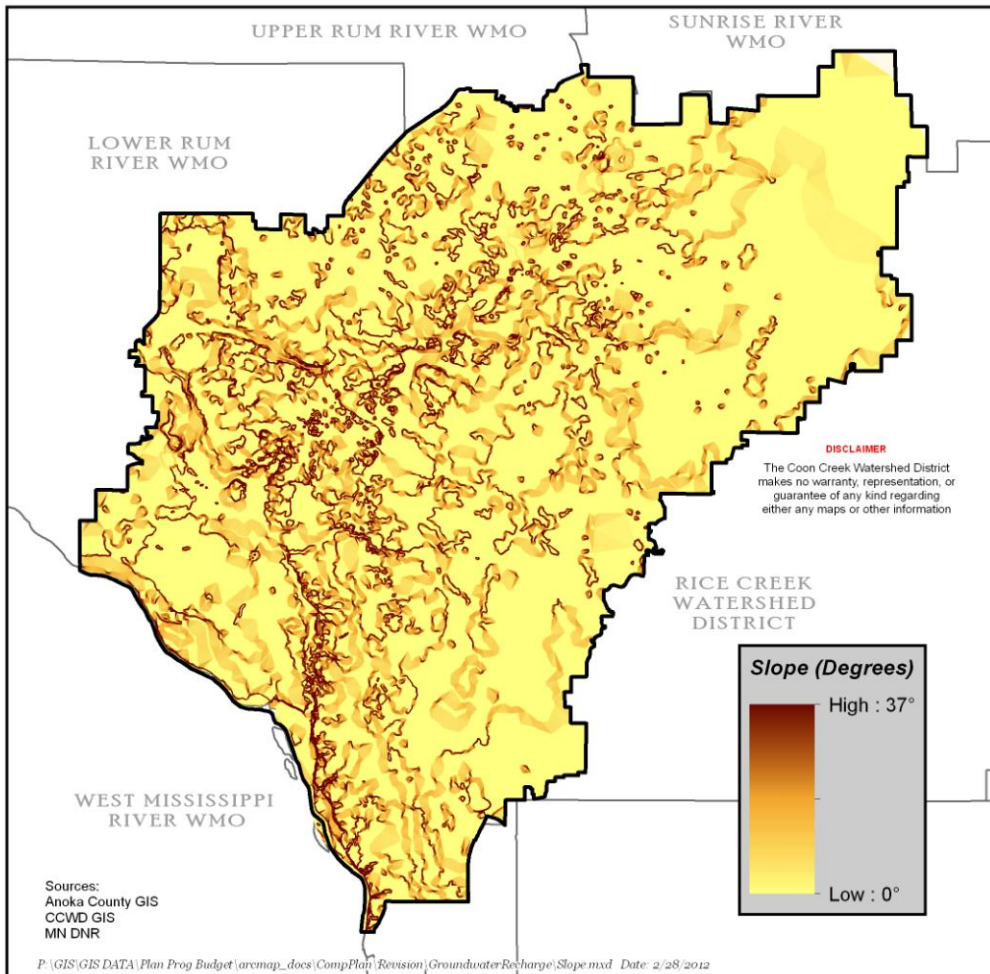 UPPER RUM RIVER WMO
SUNRISE RIVER
WMO
LOWER RUM
RIVER WMO
DISCLAIMER
The Coon Creek Watershed District
makes no warranty, representation, or
guarantee of any kind regarding
either any maps or other information
RICE CREEK
WATERSHED
DISTRICT
Slope (Degrees)
High : 37°
Low : 0°
WEST MISSISSIPPI
RIVER WMO
Sources:
Anoka County GIS
CCWD GIS
MN DNR
P:\GIS\GIS DATA\Plan Prog Budget\arcmap_docs\CompPlan\Revision\GroundwaterRecharge\Slope.mxd Date: 2/28/2012